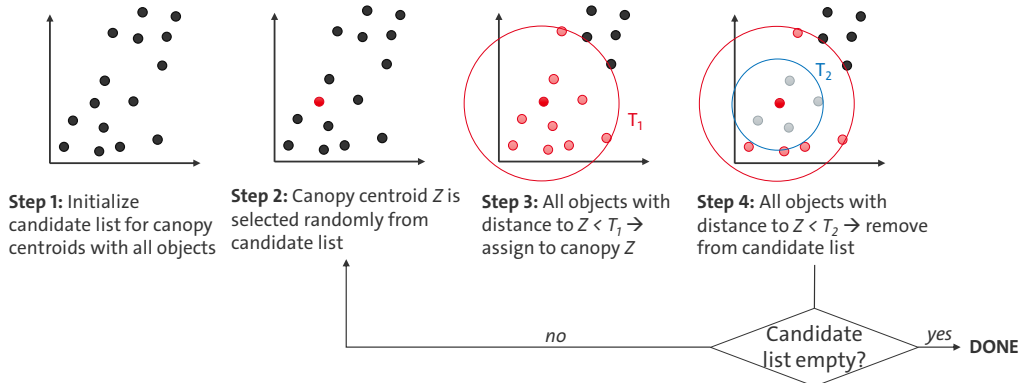 T₁
T₂
Step 1: Initialize
candidate list for canopy
centroids with all objects
Step 2: Canopy centroid Z is
selected randomly from
candidate list
Step 3: All objects with
distance to Z < T₁ →
assign to canopy Z
Step 4: All objects with
distance to Z < T₂ → remove
from candidate list
no
Candidate
list empty?
yes
DONE